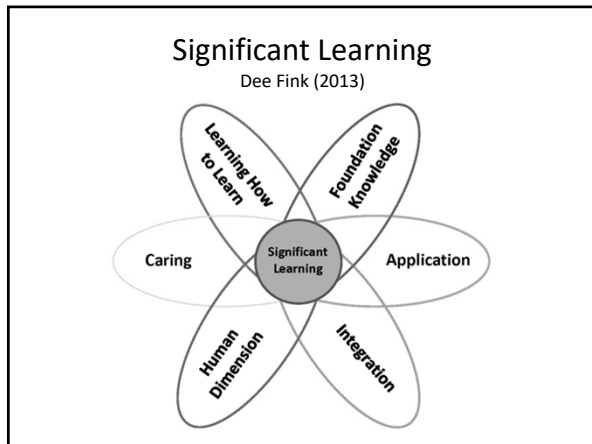 Significant Learning
Dee Fink (2013)
Learning How
to Learn
Foundation
Knowledge
Caring
Significant
Learning
Application
Human
Dimension
Integration